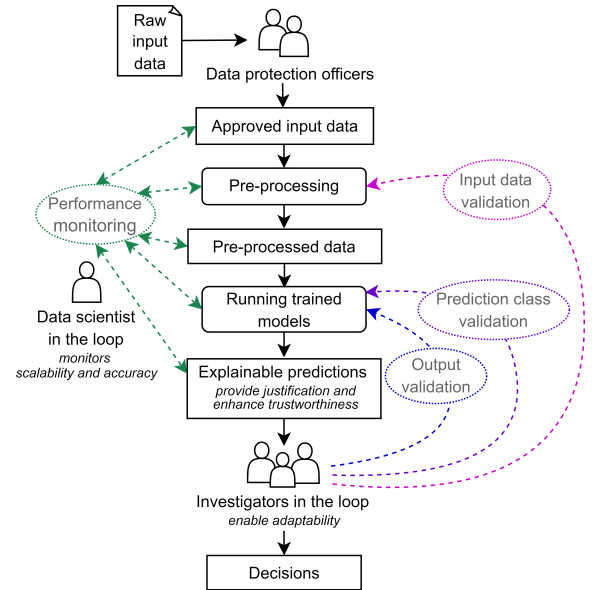 Raw
input
data
Data protection officers
Approved input data
Performance
monitoring
Pre-processing
Input data
validation
Pre-processed data
Data scientist
in the loop
monitors
scalability and accuracy
Running trained
models
Prediction class
validation
Explainable predictions
provide justification and
enhance trustworthiness
Output
validation
Investigators in the loop
enable adaptability
Decisions